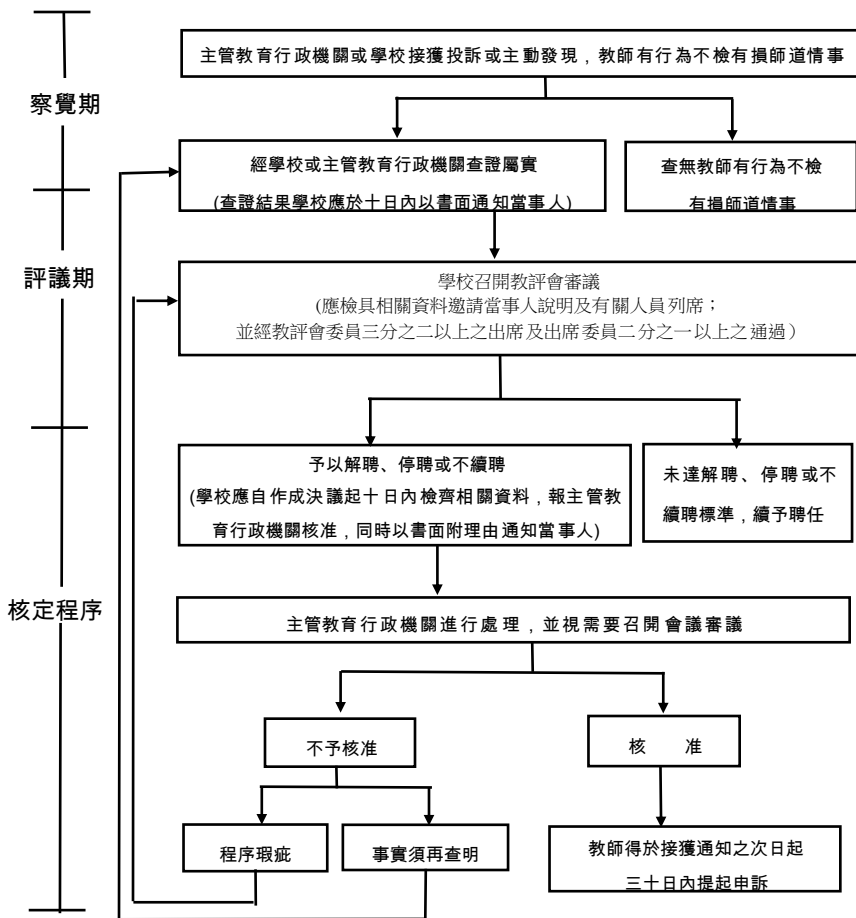 主管教育行政機關或學校接獲投訴或主動發現，教師有行為不檢有損師道情事
察覺期
經學校或主管教育行政機關查證屬實
(查證結果學校應於十日內以書面通知當事人)
查無教師有行為不檢
有損師道情事
評議期
學校召開教評會審議
(應檢具相關資料邀請當事人說明及有關人員列席；
並經教評會委員三分之二以上之出席及出席委員二分之一以上之通過）
予以解聘、停聘或不續聘
(學校應自作成決議起十日內檢齊相關資料，報主管教
育行政機關核准，同時以書面附理由通知當事人)
未達解聘、停聘或不
續聘標準，續予聘任
核定程序
主管教育行政機關進行處理，並視需要召開會議審議
不予核准
核　　准
程序瑕疵
事實須再查明
教師得於接獲通知之次日起
三十日內提起申訴